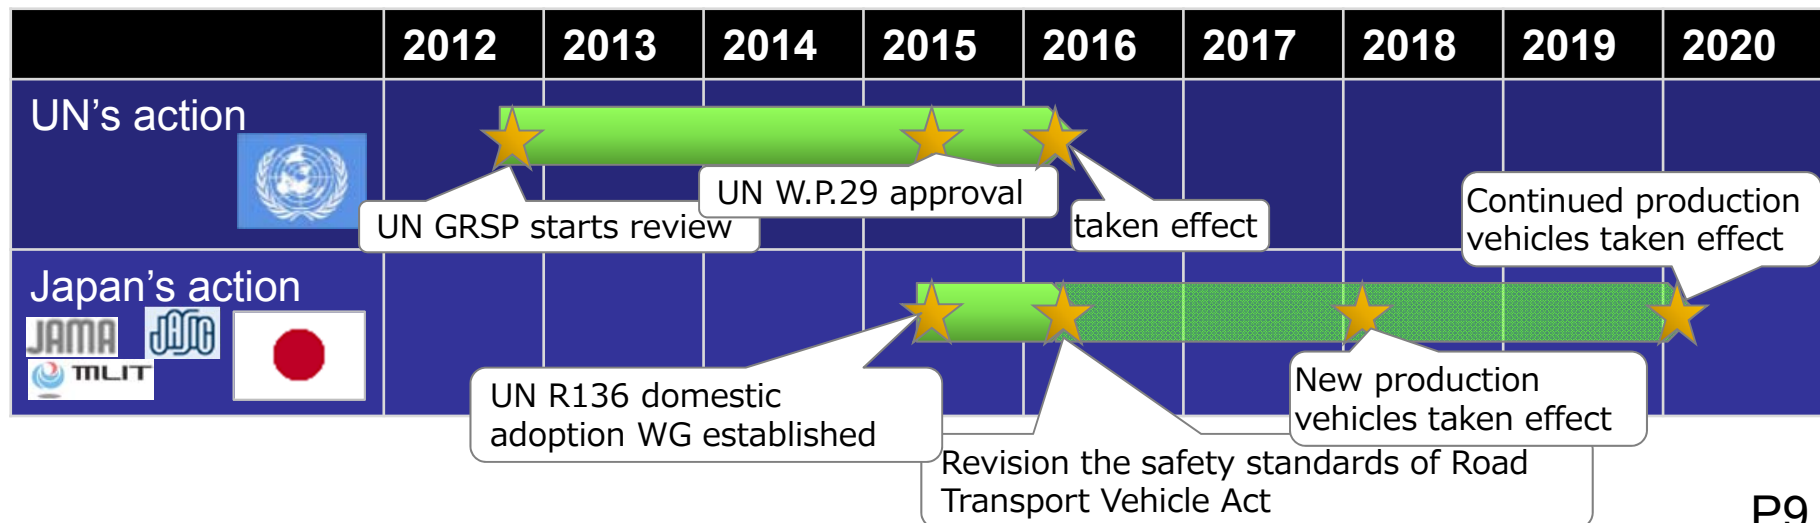 2012 2013 2014 2015 2016 2017 2018 2019 2020
UN's action
UN GRSP starts review
UN W.P.29 approval
taken effect
Continued production
vehicles taken effect
Japan's action
JAMA JASIC
MLIT
UN R136 domestic
adoption WG established
Revision the safety standards of Road
Transport Vehicle Act
New production
vehicles taken effect
P9